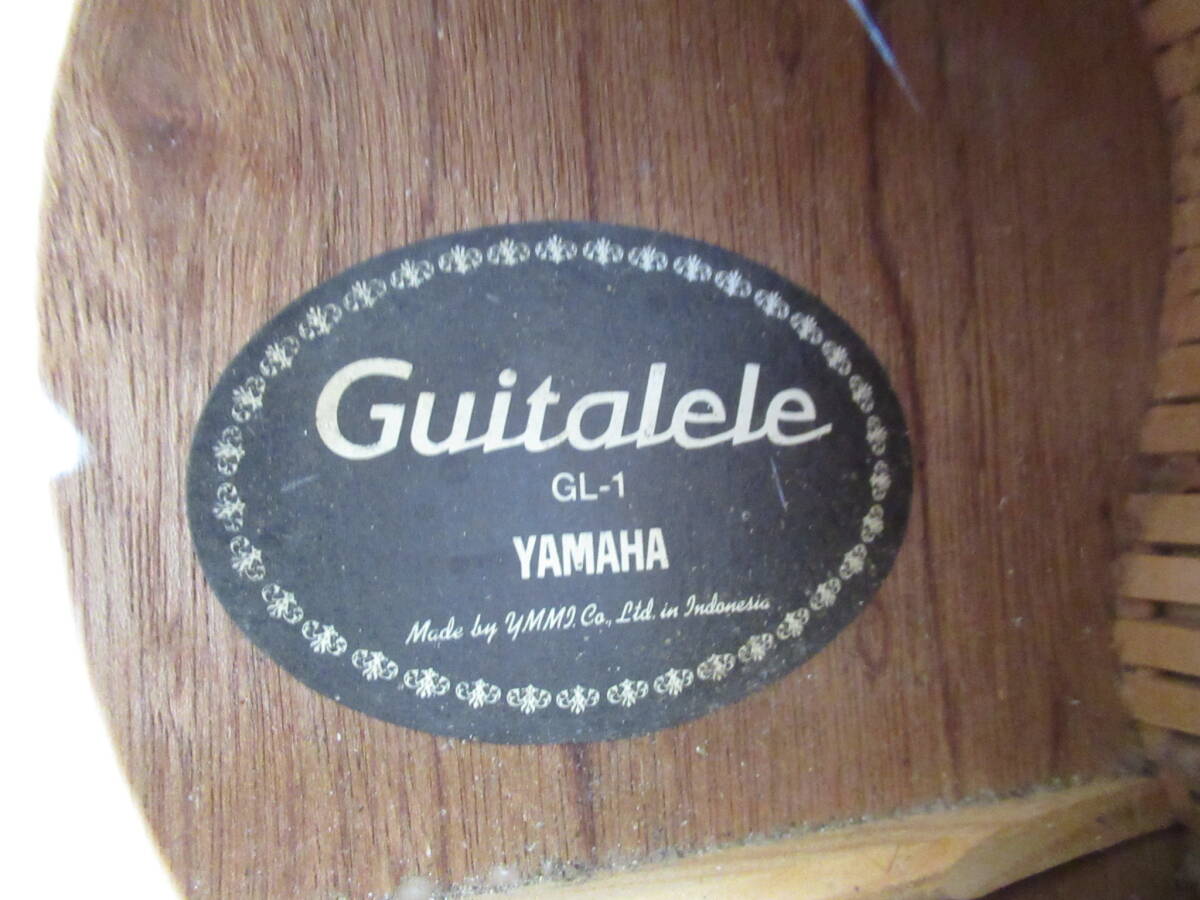 Guitalele
GL-1
YAMAHA
Made by YMMI. Co., Ltd. in Indonesia